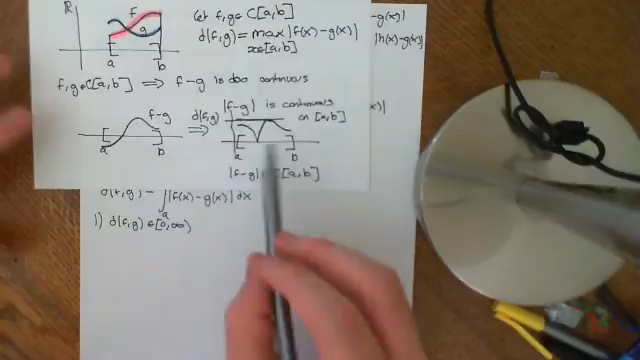 ℝ
f
g
a b
Let f,g∈C[a,b]
d(f,g) = max |f(x)-g(x)|
x∈[a,b]
f,g∈C[a,b] ⟹ f-g is also continuous
f-g
a b
⟹
|f-g| is continuous on [a,b]
d(f,g)
a b
|f-g| C[a,b]
-g(x)|
|h(x)-g(x)|
(x)|
d(f,g) = ∫ₐ |f(x)-g(x)| dx
1) d(f,g)∈[0,∞)